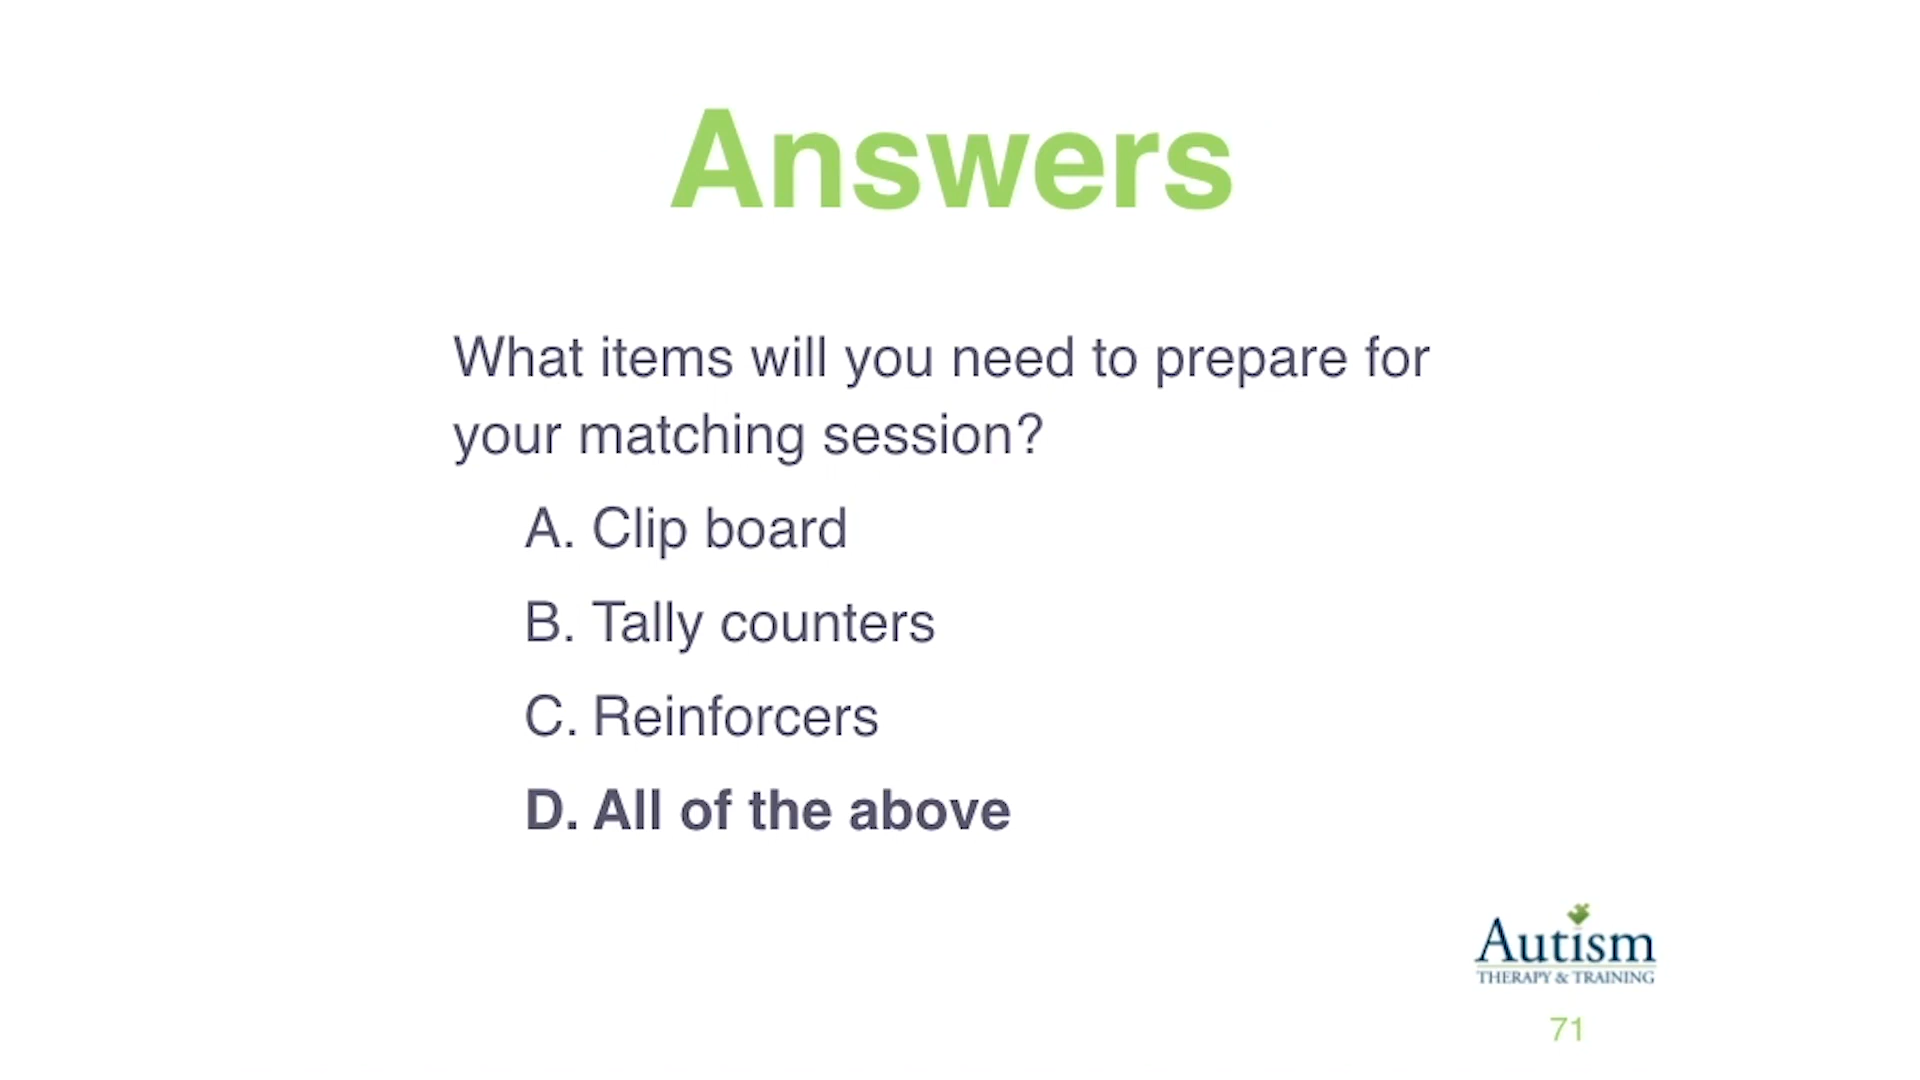 Answers
What items will you need to prepare for
your matching session?
A. Clip board
B. Tally counters
C. Reinforcers
D. All of the above
Autism
THERAPY & TRAINING
71